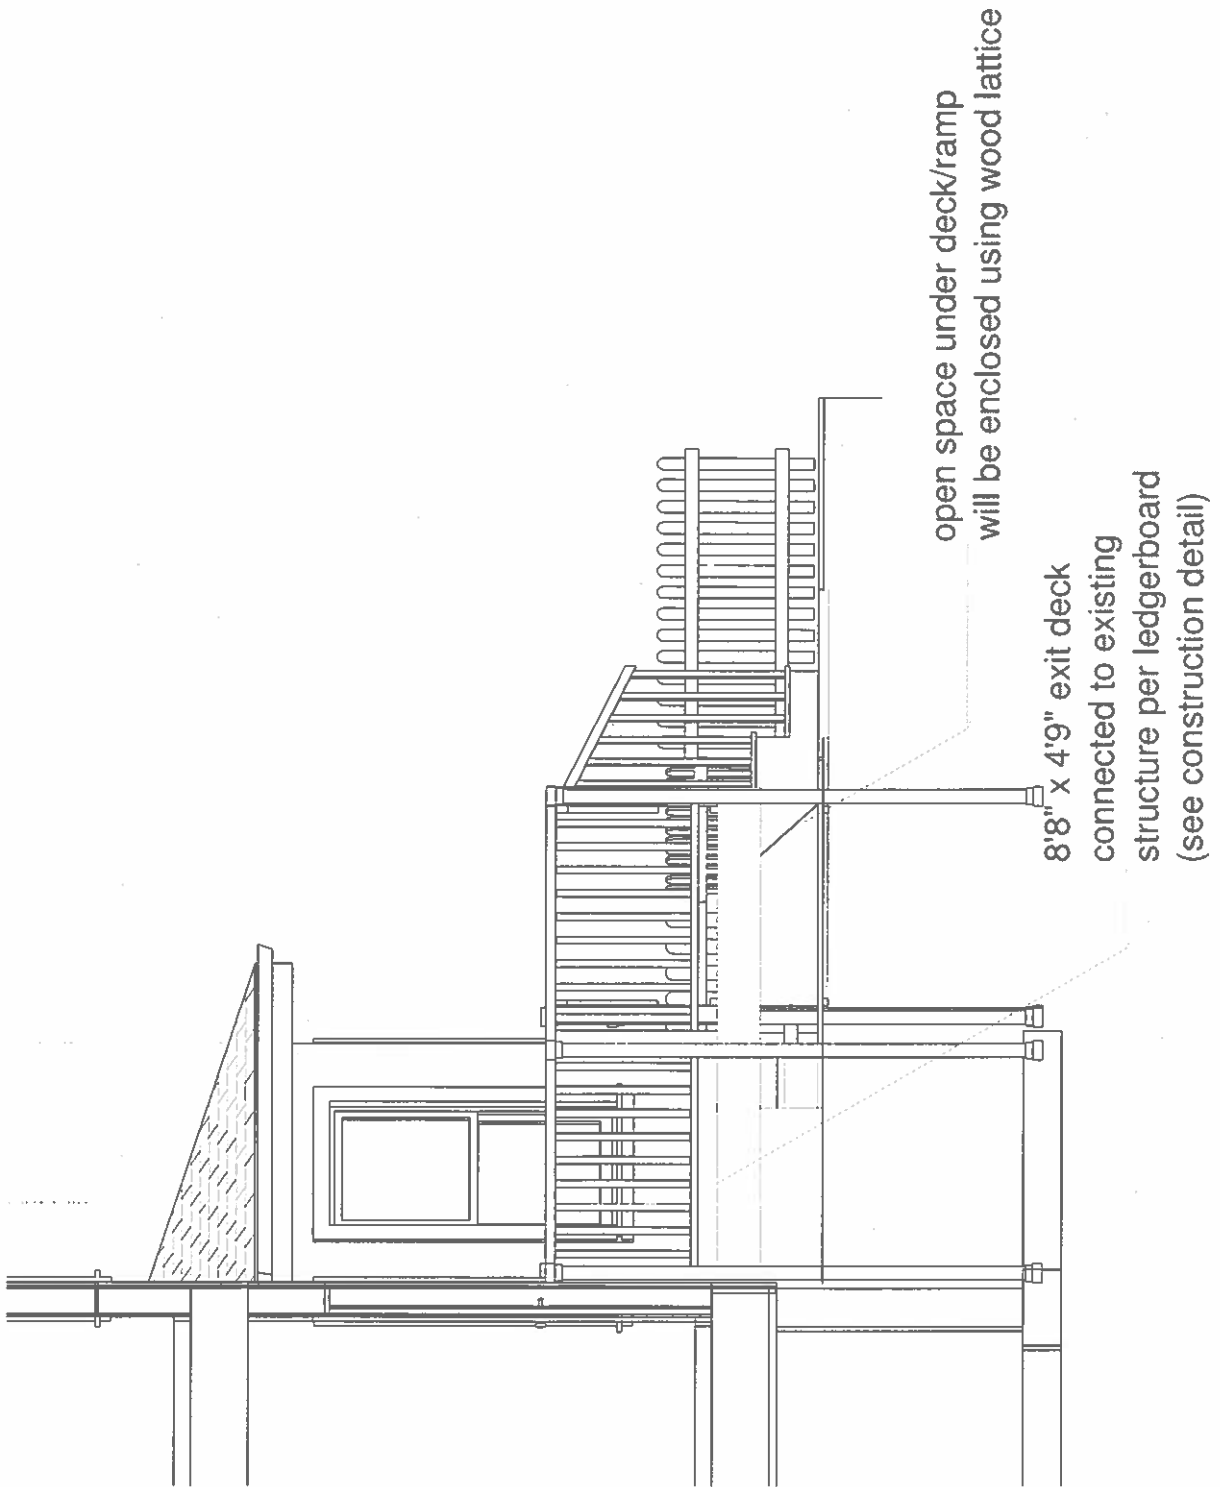 open space under deck/ramp
will be enclosed using wood lattice
8'8" x 4'9" exit deck
connected to existing
structure per ledgerboard
(see construction detail)